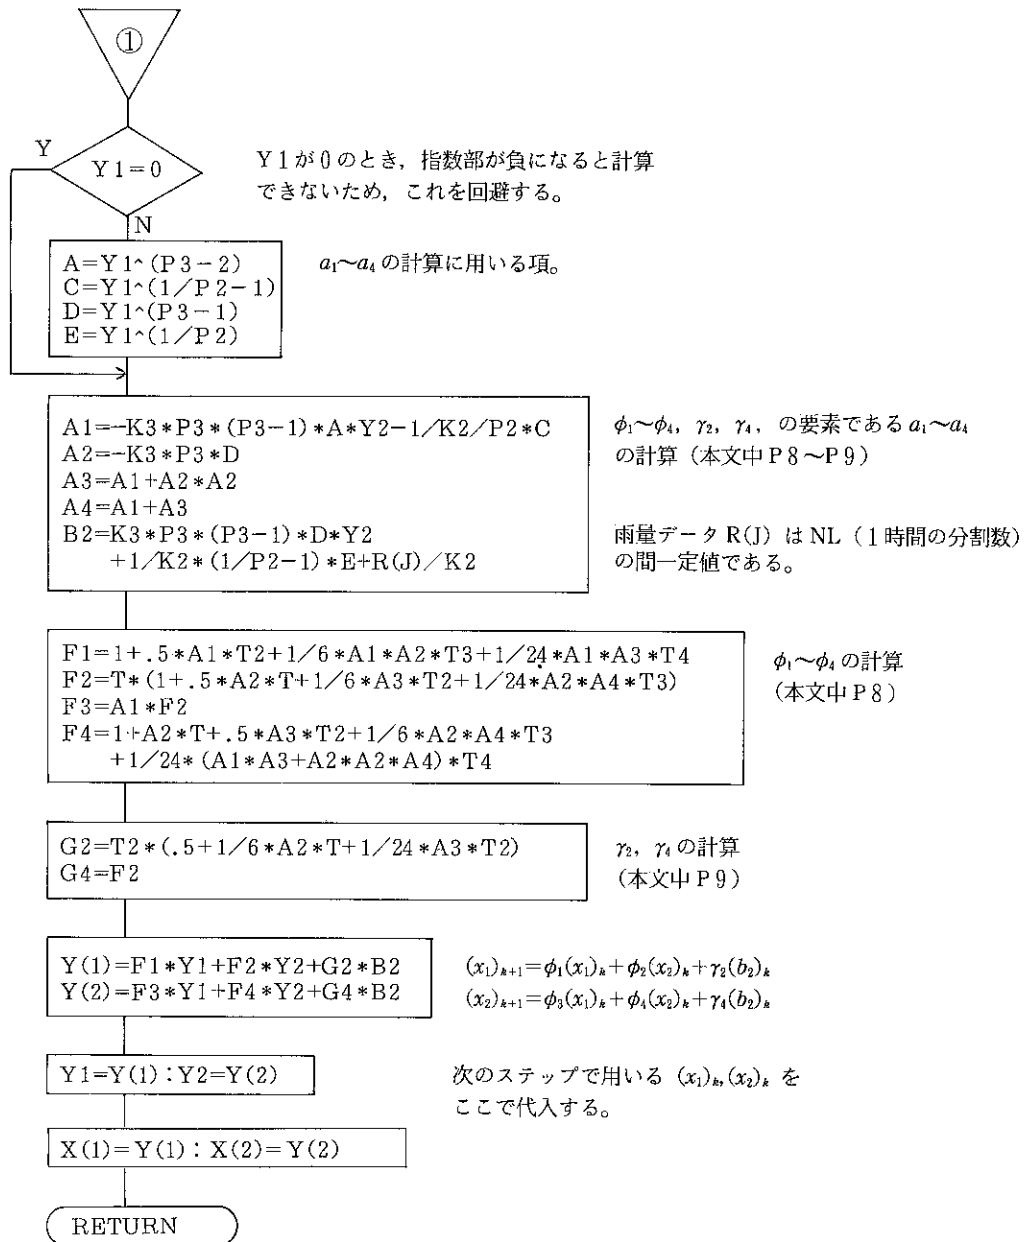 ①
Y
Y1=0
Y1が0のとき，指数部が負になると計算
できないため，これを回避する。
N
A=Y1^(P3-2)
C=Y1^(1/P2-1)
D=Y1^(P3-1)
E=Y1^(1/P2)
a₁～a₄の計算に用いる項。
A1=-K3*P3*(P3-1)*A*Y2-1/K2/P2*C
A2=-K3*P3*D
A3=A1+A2*A2
A4=A1+A3
B2=K3*P3*(P3-1)*D*Y2
+1/K2*(1/P2-1)*E+R(J)/K2
φ₁～φ₄，γ₂，γ₄，の要素であるa₁～a₄
の計算（本文中P8～P9）
雨量データR(J)はNL（1時間の分割数）
の間一定値である。
F1=1+.5*A1*T2+1/6*A1*A2*T3+1/24*A1*A3*T4
F2=T*(1+.5*A2*T+1/6*A3*T2+1/24*A2*A4*T3)
F3=A1*F2
F4=1+A2*T+.5*A3*T2+1/6*A2*A4*T3
+1/24*(A1*A3+A2*A2*A4)*T4
φ₁～φ₄の計算
（本文中P8）
G2=T2*(.5+1/6*A2*T+1/24*A3*T2)
G4=F2
γ₂，γ₄の計算
（本文中P9）
Y(1)=F1*Y1+F2*Y2+G2*B2
Y(2)=F3*Y1+F4*Y2+G4*B2
(x₁)ₖ₊₁=φ₁(x₁)ₖ+φ₂(x₂)ₖ+γ₂(b₂)ₖ
(x₂)ₖ₊₁=φ₃(x₁)ₖ+φ₄(x₂)ₖ+γ₄(b₂)ₖ
Y1=Y(1):Y2=Y(2)
次のステップで用いる (x₁)ₖ,(x₂)ₖ を
ここで代入する。
X(1)=Y(1):X(2)=Y(2)
RETURN